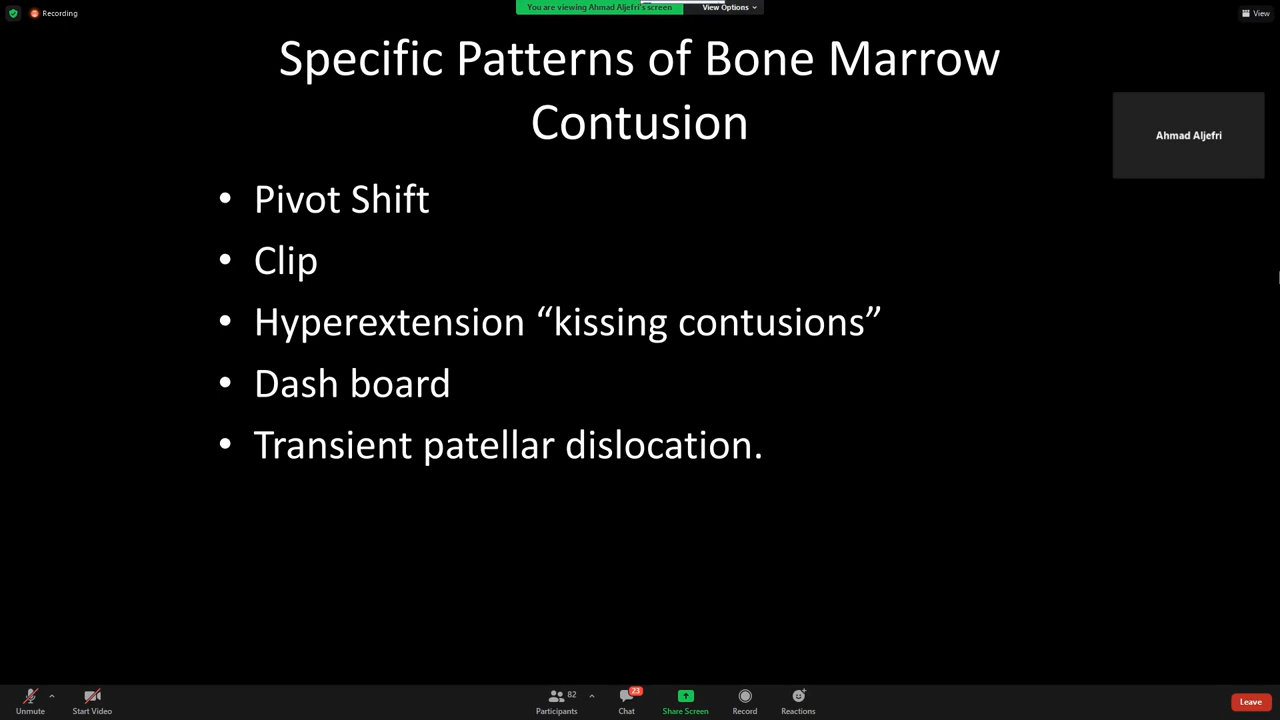 Recording
You are viewing Ahmad Aljefri's screen
View Options
View
Specific Patterns of Bone Marrow
Contusion
Ahmad Aljefri
• Pivot Shift
• Clip
• Hyperextension “kissing contusions”
• Dash board
• Transient patellar dislocation.
Unmute
Start Video
82
Participants
23
Chat
Share Screen
Record
Reactions
Leave